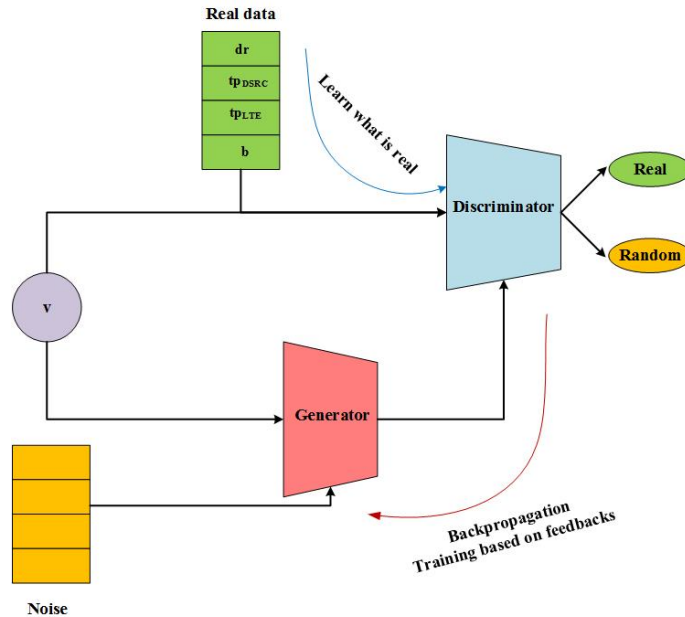 Real data
dr
tpDSRC
tpLTE
b
Learn what is real
Discriminator
Real
Random
v
Generator
Backpropagation
Training based on feedbacks
Noise